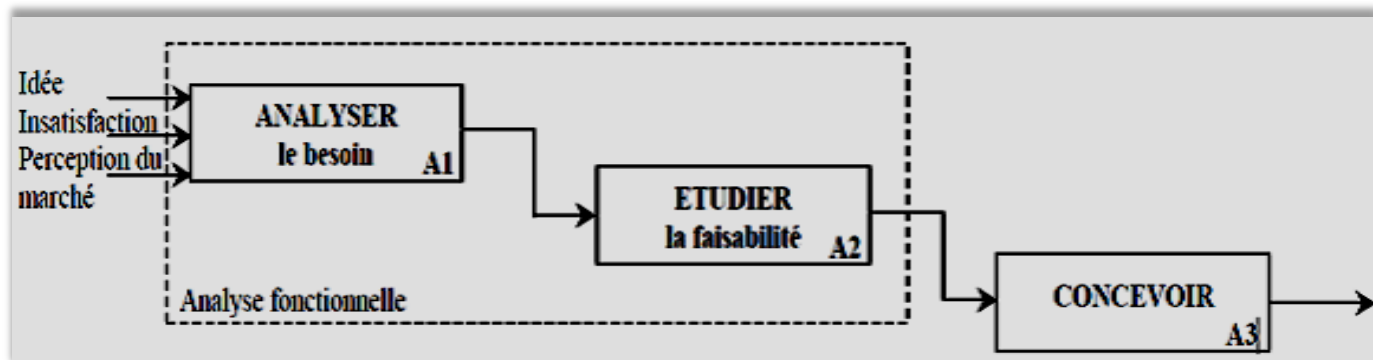 Idée
Insatisfaction
Perception du
marché
ANALYSER
le besoin
A1
ETUDIER
la faisabilité
A2
Analyse fonctionnelle
CONCEVOIR
A3